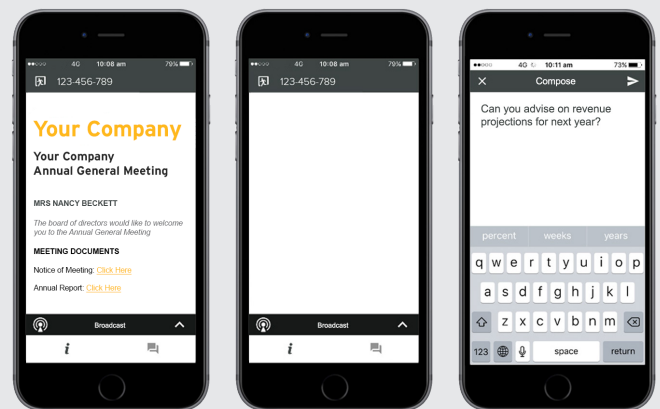 4G 10:08 am 79%
123-456-789
Your Company
Your Company
Annual General Meeting
MRS NANCY BECKETT
The board of directors would like to welcome
you to the Annual General Meeting
MEETING DOCUMENTS
Notice of Meeting: Click Here
Annual Report: Click Here
Broadcast
i
4G 10:08 am 79%
123-456-789
Broadcast
i
4G 10:11 am 73%
Compose
Can you advise on revenue
projections for next year?
percent weeks years
q w e r t y u i o p
a s d f g h j k l
z x c v b n m
123 space return